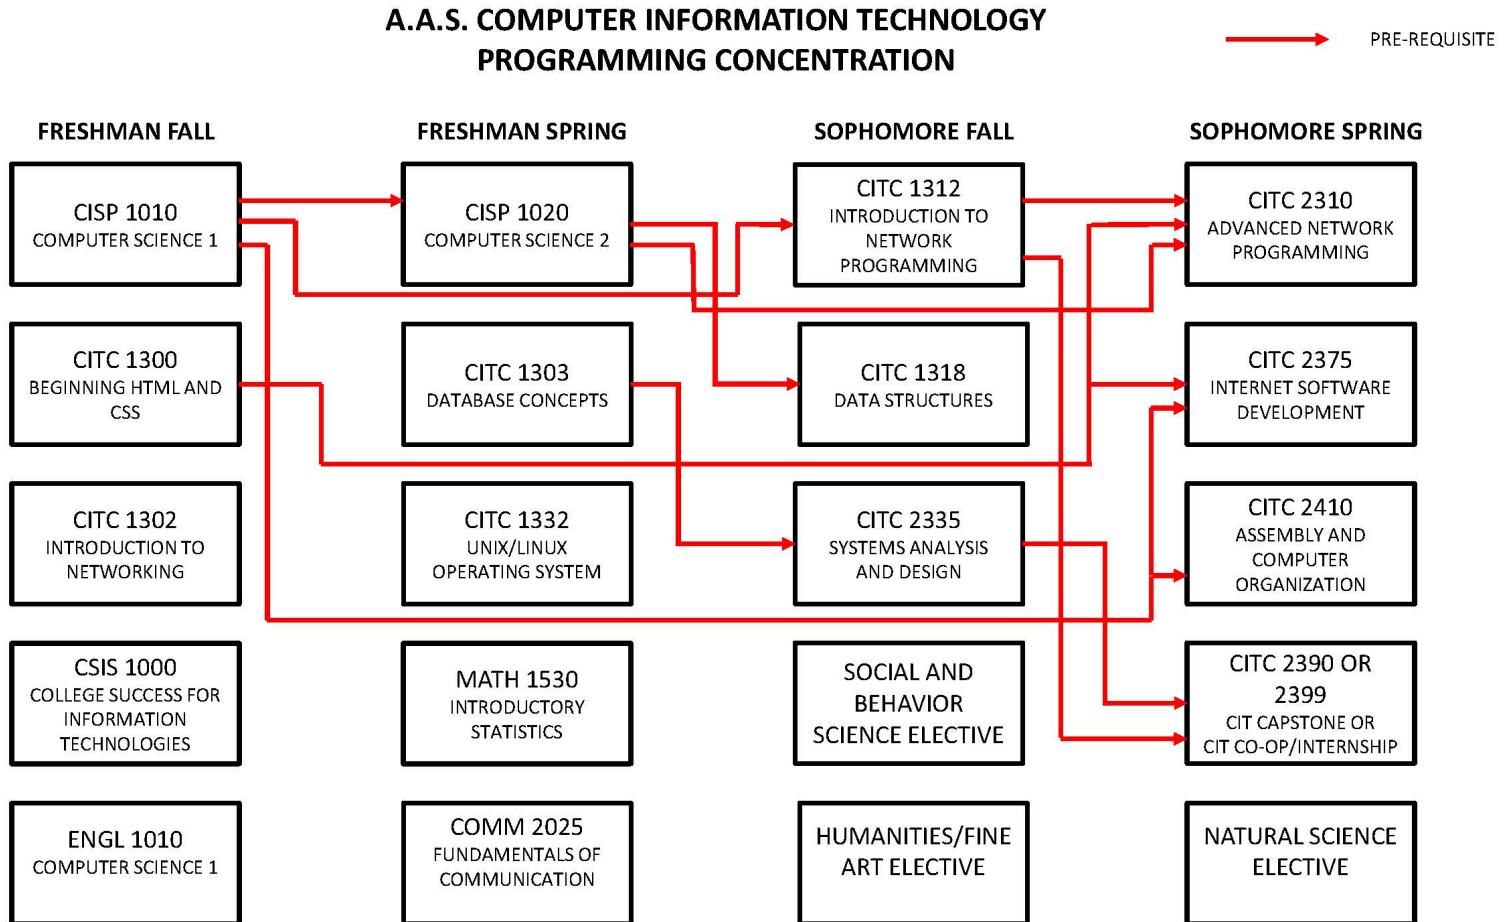 A.A.S. COMPUTER INFORMATION TECHNOLOGY
PROGRAMMING CONCENTRATION
PRE-REQUISITE
FRESHMAN FALL
CISP 1010
COMPUTER SCIENCE 1
CITC 1300
BEGINNING HTML AND
CSS
CITC 1302
INTRODUCTION TO
NETWORKING
CSIS 1000
COLLEGE SUCCESS FOR
INFORMATION
TECHNOLOGIES
ENGL 1010
COMPUTER SCIENCE 1
FRESHMAN SPRING
CISP 1020
COMPUTER SCIENCE 2
CITC 1303
DATABASE CONCEPTS
CITC 1332
UNIX/LINUX
OPERATING SYSTEM
MATH 1530
INTRODUCTORY
STATISTICS
COMM 2025
FUNDAMENTALS OF
COMMUNICATION
SOPHOMORE FALL
CITC 1312
INTRODUCTION TO
NETWORK
PROGRAMMING
CITC 1318
DATA STRUCTURES
CITC 2335
SYSTEMS ANALYSIS
AND DESIGN
SOCIAL AND
BEHAVIOR
SCIENCE ELECTIVE
HUMANITIES/FINE
ART ELECTIVE
SOPHOMORE SPRING
CITC 2310
ADVANCED NETWORK
PROGRAMMING
CITC 2375
INTERNET SOFTWARE
DEVELOPMENT
CITC 2410
ASSEMBLY AND
COMPUTER
ORGANIZATION
CITC 2390 OR
2399
CIT CAPSTONE OR
CIT CO-OP/INTERNSHIP
NATURAL SCIENCE
ELECTIVE